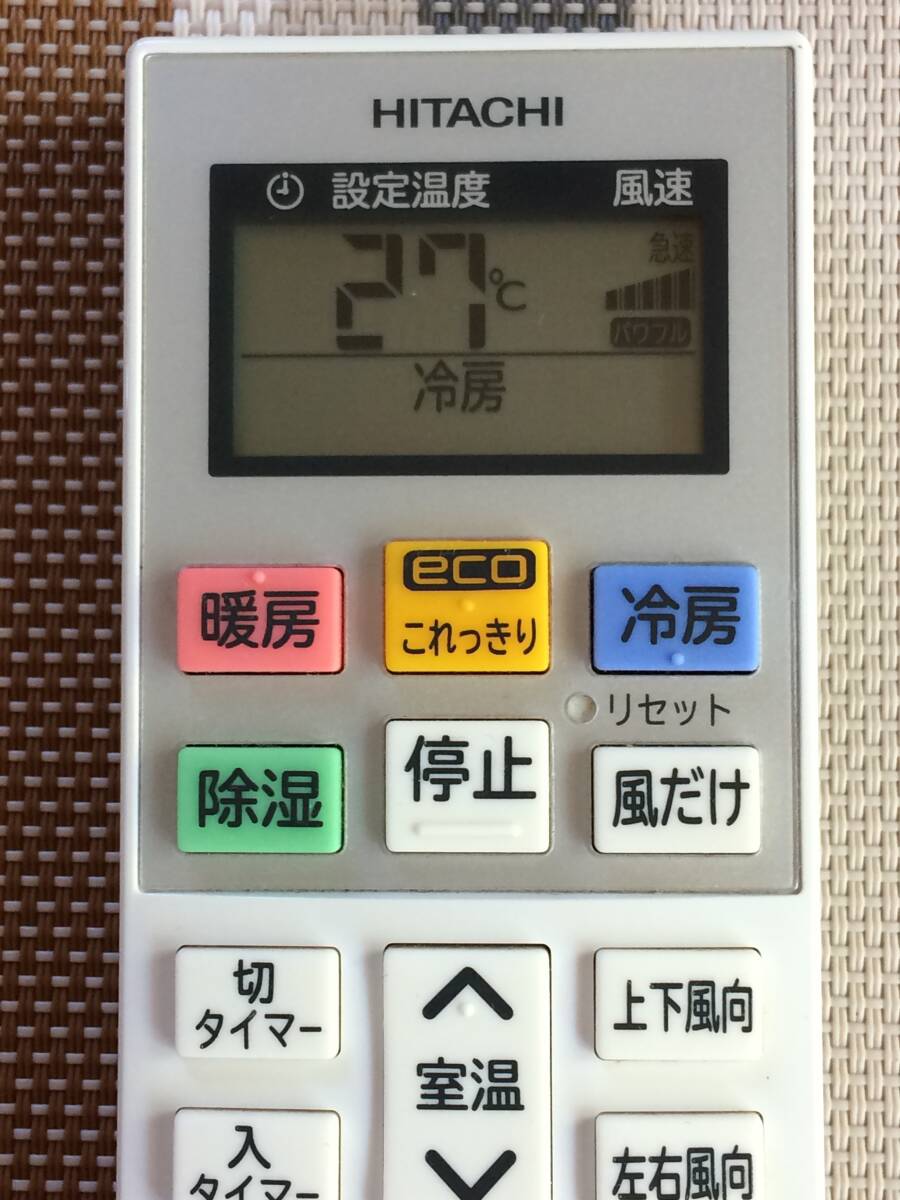 HITACHI
設定温度 風速
急速
27℃
パワフル
冷房
eco
暖房 これっきり 冷房
リセット
除湿 停止 風だけ
切
タイマー
上下風向
室温
入
タイマー
左右風向